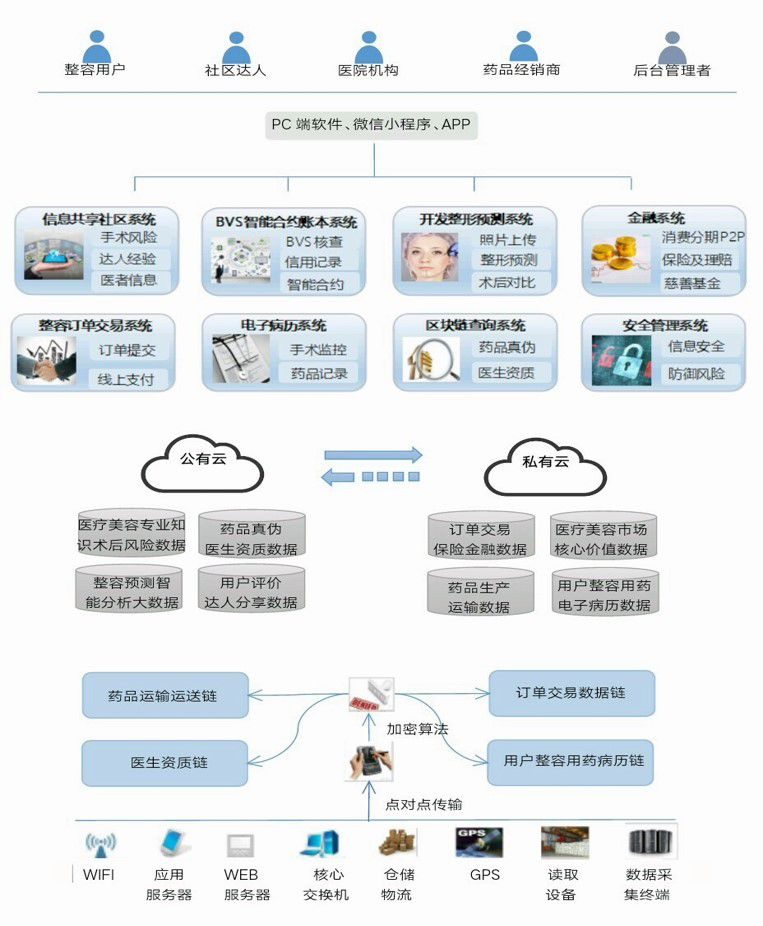 整容用户
社区达人
医院机构
药品经销商
后台管理者
PC 端软件、微信小程序、APP
信息共享社区系统
手术风险
达人经验
医者信息
BVS智能合约账本系统
BVS 核查
信用记录
智能合约
开发整形预测系统
照片上传
整形预测
术后对比
金融系统
消费分期P2P
保险及理赔
慈善基金
整容订单交易系统
订单提交
线上支付
电子病历系统
手术监控
药品记录
区块链查询系统
药品真伪
医生资质
安全管理系统
信息安全
防御风险
公有云
私有云
医疗美容专业知
识术后风险数据
药品真伪
医生资质数据
订单交易
保险金融数据
医疗美容市场
核心价值数据
整容预测智
能分析大数据
用户评价
达人分享数据
药品生产
运输数据
用户整容用药
电子病历数据
药品运输运送链
订单交易数据链
加密算法
医生资质链
用户整容用药病历链
点对点传输
GPS
WIFI
应用
服务器
WEB
服务器
核心
交换机
仓储
物流
GPS
读取
设备
数据采
集终端